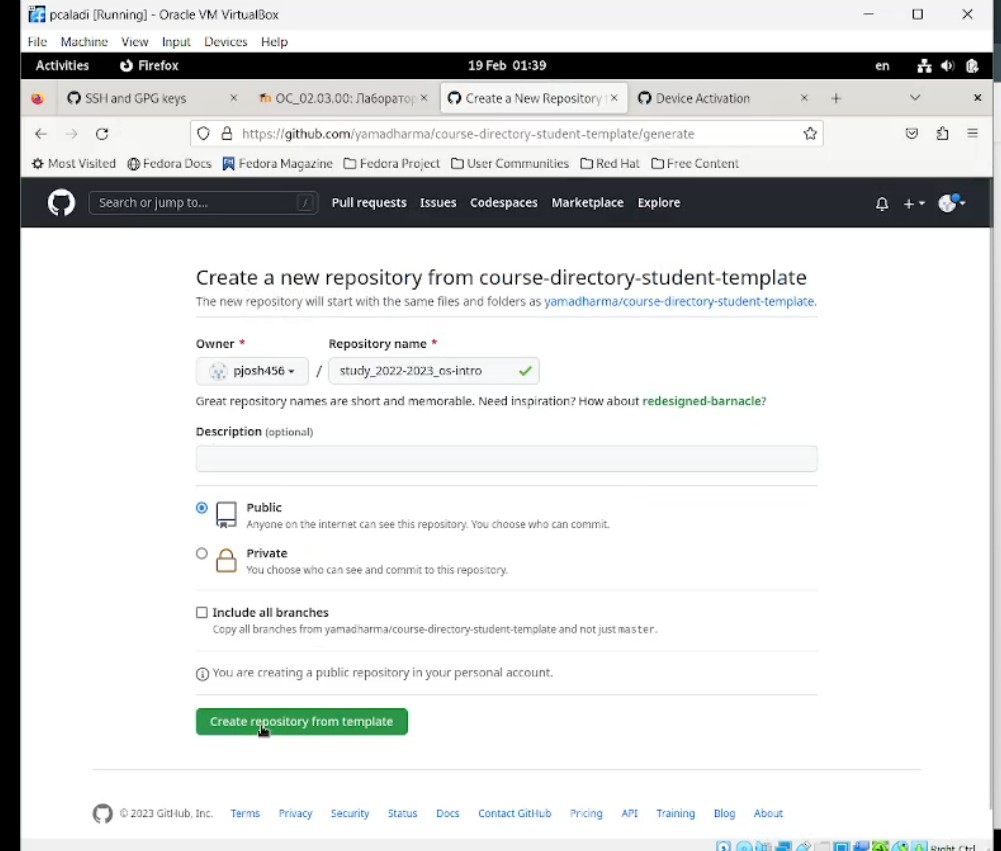 pcaladi [Running] - Oracle VM VirtualBox
File Machine View Input Devices Help
Activities Firefox 19 Feb 01:39 en
SSH and GPG keys × OC_02.03.00: Лаборатор × Create a New Repository × Device Activation × +
https://github.com/yamadharma/course-directory-student-template/generate
Most Visited Fedora Docs Fedora Magazine Fedora Project User Communities Red Hat Free Content
Search or jump to... / Pull requests Issues Codespaces Marketplace Explore
Create a new repository from course-directory-student-template
The new repository will start with the same files and folders as yamadharma/course-directory-student-template.
Owner * Repository name *
pjosh456 / study_2022-2023_os-intro
Great repository names are short and memorable. Need inspiration? How about redesigned-barnacle?
Description (optional)
Public
Anyone on the internet can see this repository. You choose who can commit.
Private
You choose who can see and commit to this repository.
Include all branches
Copy all branches from yamadharma/course-directory-student-template and not just master.
You are creating a public repository in your personal account.
Create repository from template
© 2023 GitHub, Inc. Terms Privacy Security Status Docs Contact GitHub Pricing API Training Blog About
Right Ctrl